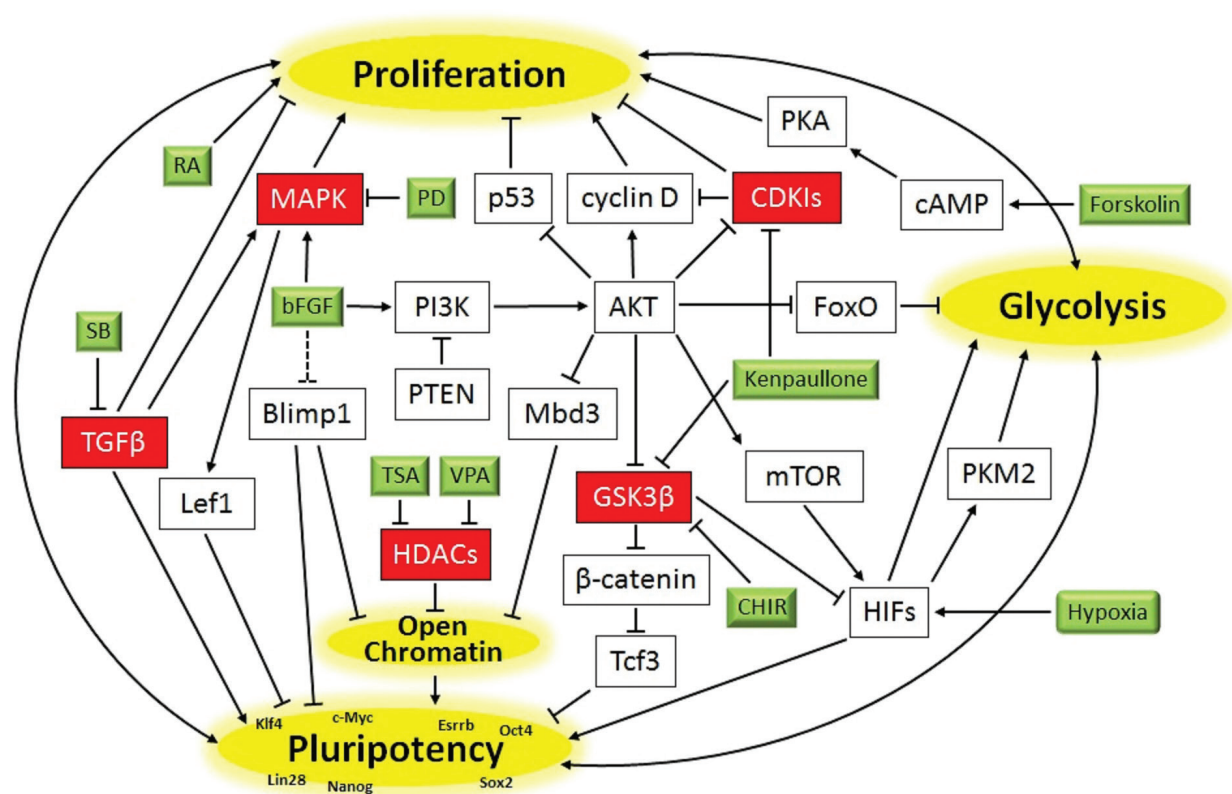 Proliferation
PKA
RA
MAPK
PD
p53
cyclin D
CDKIs
cAMP
Forskolin
bFGF
PI3K
AKT
FoxO
Glycolysis
SB
PTEN
Kenpaullone
Blimp1
Mbd3
TGFβ
TSA
VPA
mTOR
PKM2
Lef1
GSK3β
HDACs
β-catenin
CHIR
HIFs
Hypoxia
Open
Chromatin
Tcf3
Klf4
c-Myc
Esrrb
Oct4
Pluripotency
Lin28
Nanog
Sox2